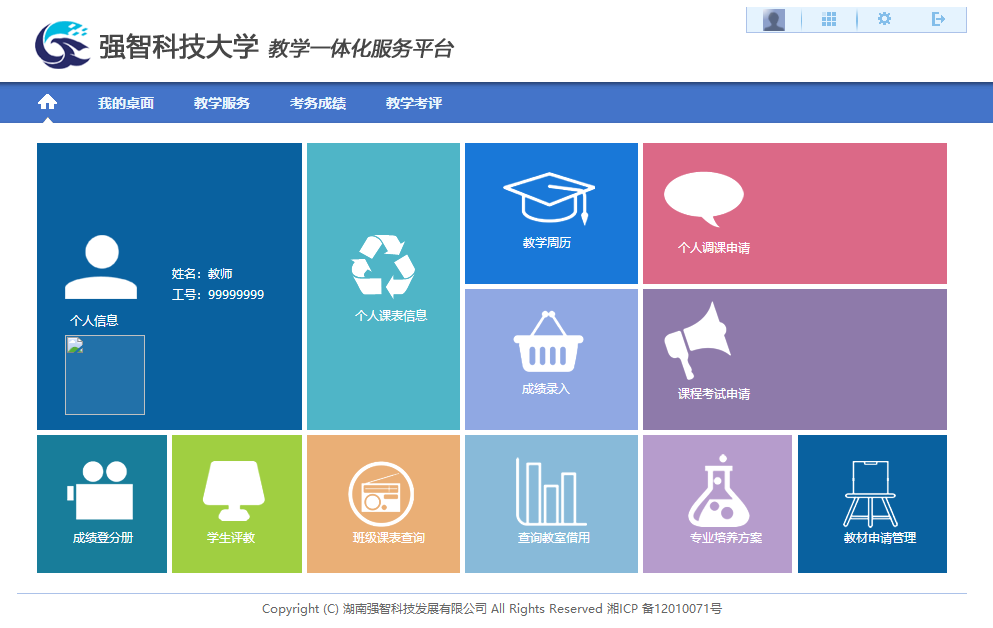 强智科技大学 教学一体化服务平台
我的桌面 教学服务 考务成绩 教学考评
姓名：教师
工号：99999999
个人信息
个人课表信息
教学周历
个人调课申请
成绩录入
课程考试申请
成绩登分册
学生评教
班级课表查询
查询教室借用
专业培养方案
教材申请管理
Copyright (C) 湖南强智科技发展有限公司 All Rights Reserved 湘ICP 备12010071号